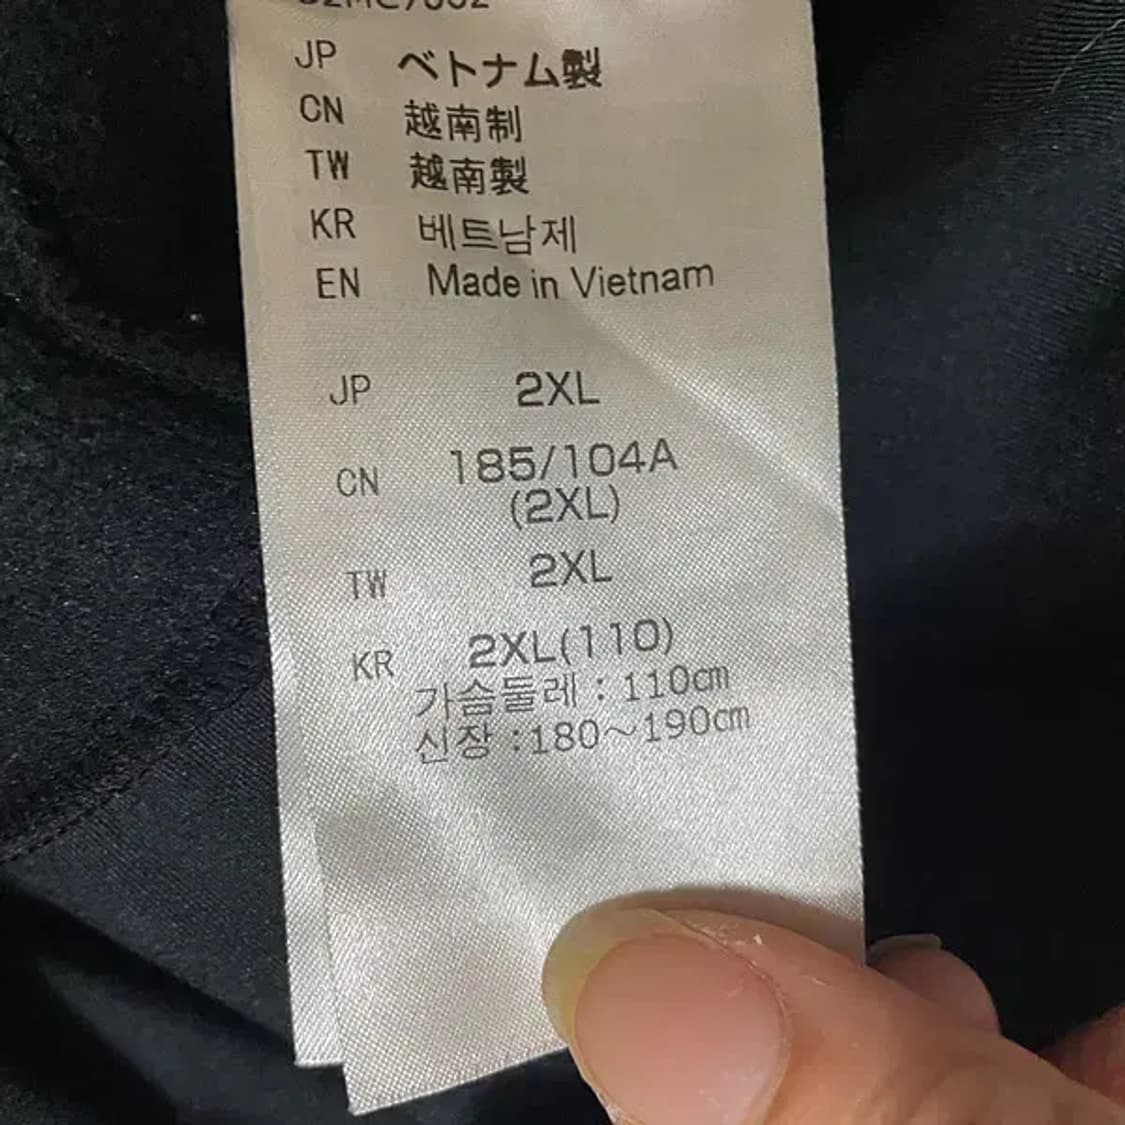 JP ベトナム製
CN 越南制
TW 越南製
KR 베트남제
EN Made in Vietnam
JP 2XL
CN 185/104A
(2XL)
TW 2XL
KR 2XL(110)
가슴둘레 : 110cm
신장 : 180~190cm